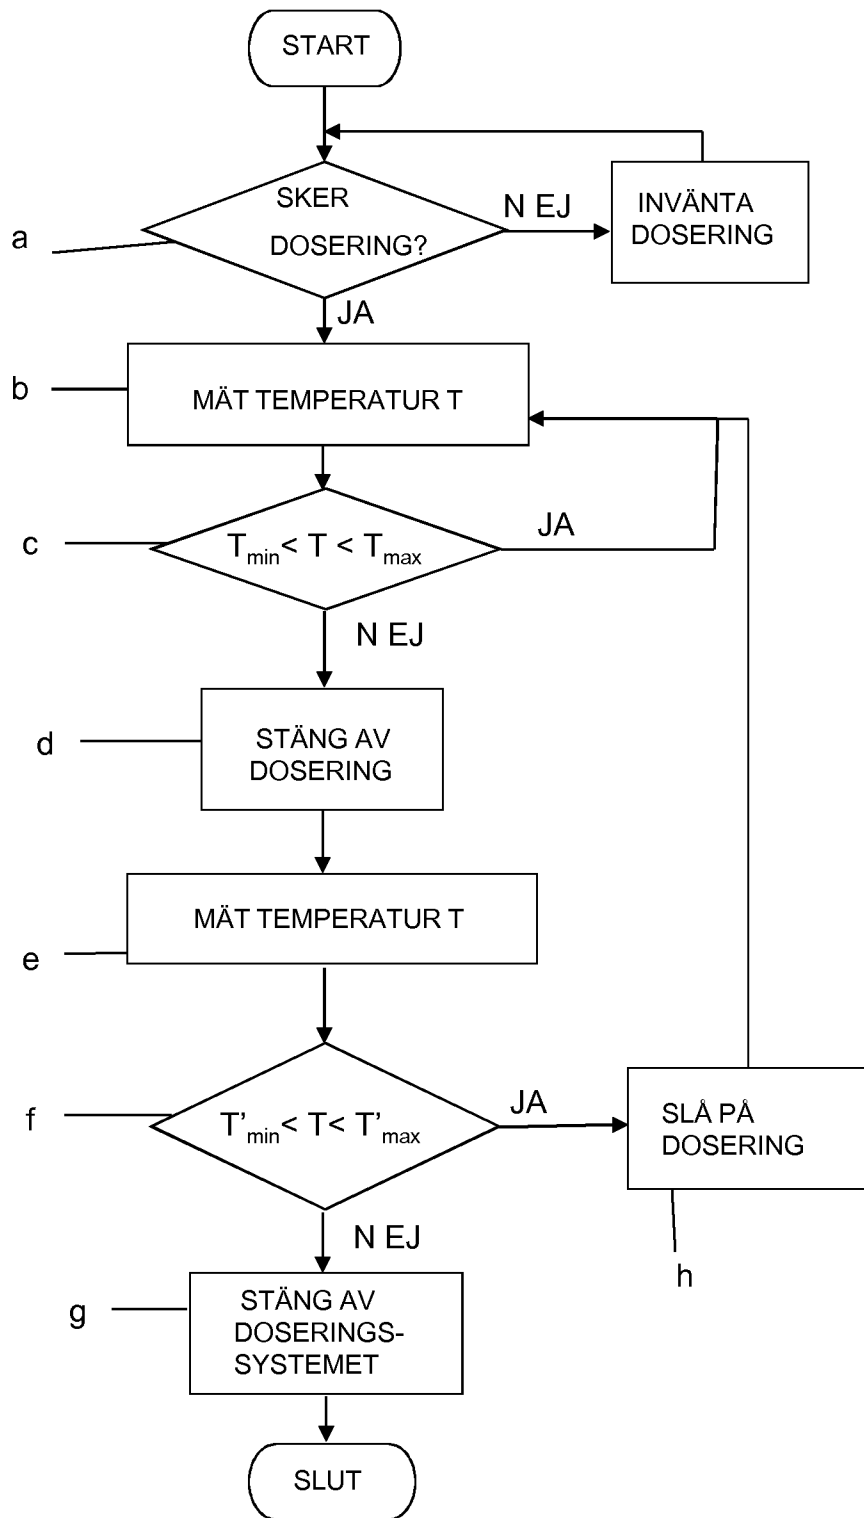 START
SKER
DOSERING?
N EJ
INVÄNTA
DOSERING
a
JA
b
MÄT TEMPERATUR T
c
Tmin< T < Tmax
JA
N EJ
d
STÄNG AV
DOSERING
MÄT TEMPERATUR T
e
f
T’min< T< T’max
JA
SLÅ PÅ
DOSERING
h
N EJ
g
STÄNG AV
DOSERINGS-
SYSTEMET
SLUT